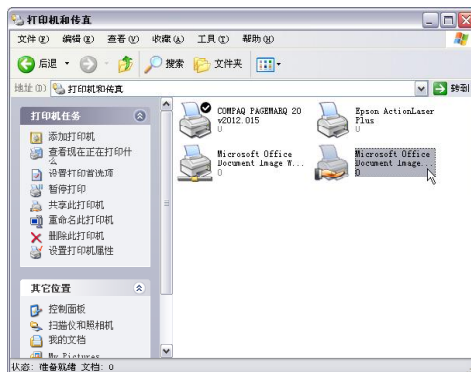 打印机和传真
文件(F) 编辑(E) 查看(V) 收藏(A) 工具(T) 帮助(H)
后退 搜索 文件夹
地址(D) 打印机和传真 转到
打印机任务
添加打印机
查看现在正在打印什么
设置打印首选项
暂停打印
共享此打印机
重命名此打印机
删除此打印机
设置打印机属性
其它位置
控制面板
扫描仪和照相机
我的文档
My Pictures
COMPAQ PAGEMARQ 20
v2012.015
0
Epson ActionLaser
Plus
0
Microsoft Office
Document Image W...
0
Microsoft Office
Document Image...
0
状态: 准备就绪 文档: 0